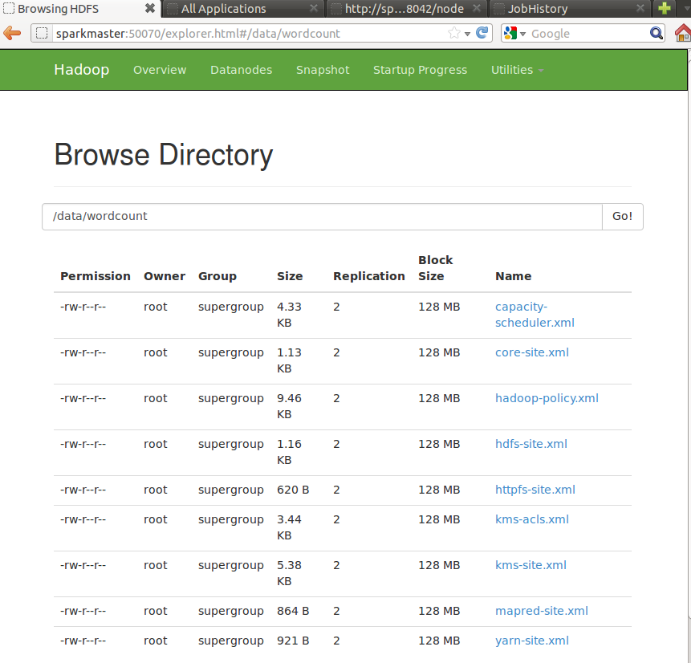 Browsing HDFS All Applications http://sp...8042/node JobHistory
sparkmaster:50070/explorer.html#/data/wordcount Google
Hadoop Overview Datanodes Snapshot Startup Progress Utilities
Browse Directory
/data/wordcount Go!
Permission Owner Group Size Replication Block Size Name
-rw-r--r-- root supergroup 4.33 KB 2 128 MB capacity-scheduler.xml
-rw-r--r-- root supergroup 1.13 KB 2 128 MB core-site.xml
-rw-r--r-- root supergroup 9.46 KB 2 128 MB hadoop-policy.xml
-rw-r--r-- root supergroup 1.16 KB 2 128 MB hdfs-site.xml
-rw-r--r-- root supergroup 620 B 2 128 MB httpfs-site.xml
-rw-r--r-- root supergroup 3.44 KB 2 128 MB kms-acls.xml
-rw-r--r-- root supergroup 5.38 KB 2 128 MB kms-site.xml
-rw-r--r-- root supergroup 864 B 2 128 MB mapred-site.xml
-rw-r--r-- root supergroup 921 B 2 128 MB yarn-site.xml